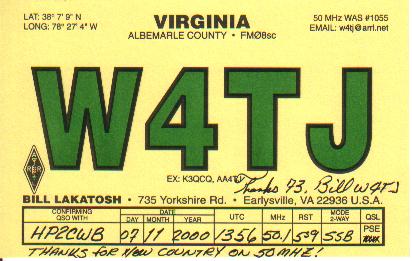 LAT: 38° 7' 9" N
LONG: 78° 27' 4" W
VIRGINIA
ALBEMARLE COUNTY • FMØ8sc
50 MHz WAS #1055
EMAIL: w4tj@arrl.net
W4TJ
EX: K3QCQ, AA4TJ
Thanks 73, Bill W4TJ
BILL LAKATOSH • 735 Yorkshire Rd. • Earlysville, VA 22936 U.S.A.
CONFIRMING QSO WITH DATE DAY MONTH YEAR UTC MHz RST MODE 2-WAY QSL
HP2CWB 07 11 2000 1356 50.1 559 SSB PSE
THANKS FOR NEW COUNTRY ON 50 MHZ!